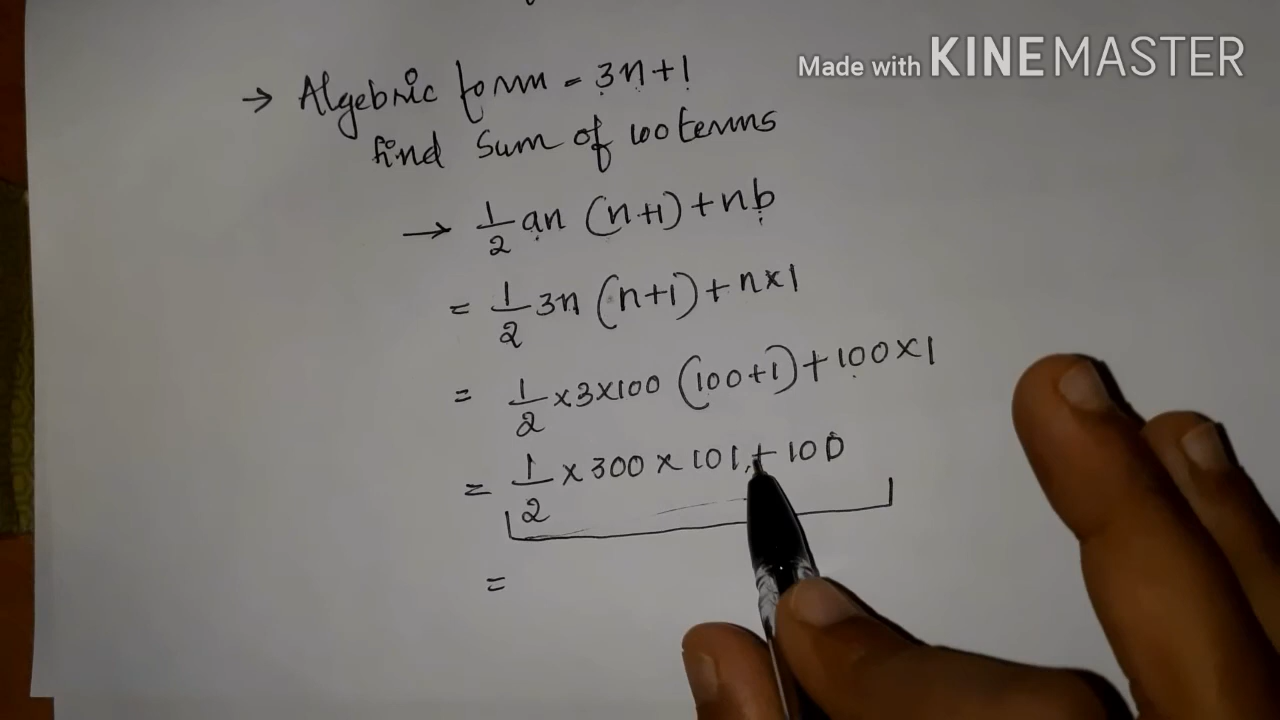 Made with KINEMASTER
→ Algebric form = 3n+1
find Sum of 100 terms
→ 1/2 an (n+1) + nb
= 1/2 3n (n+1) + n×1
= 1/2 ×3×100 (100+1) + 100×1
= 1/2 × 300 × 101 + 100
=